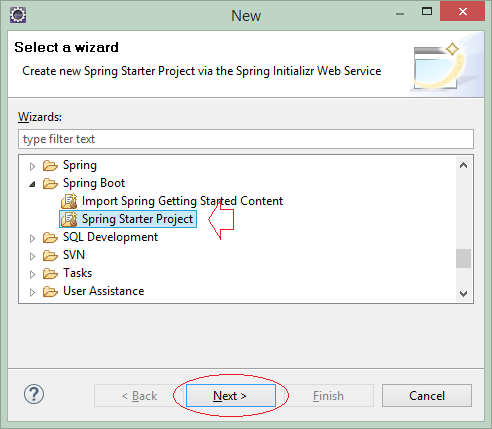 New
Select a wizard
Create new Spring Starter Project via the Spring Initializr Web Service
Wizards:
type filter text
Spring
Spring Boot
Import Spring Getting Started Content
Spring Starter Project
SQL Development
SVN
Tasks
User Assistance
? < Back Next > Finish Cancel